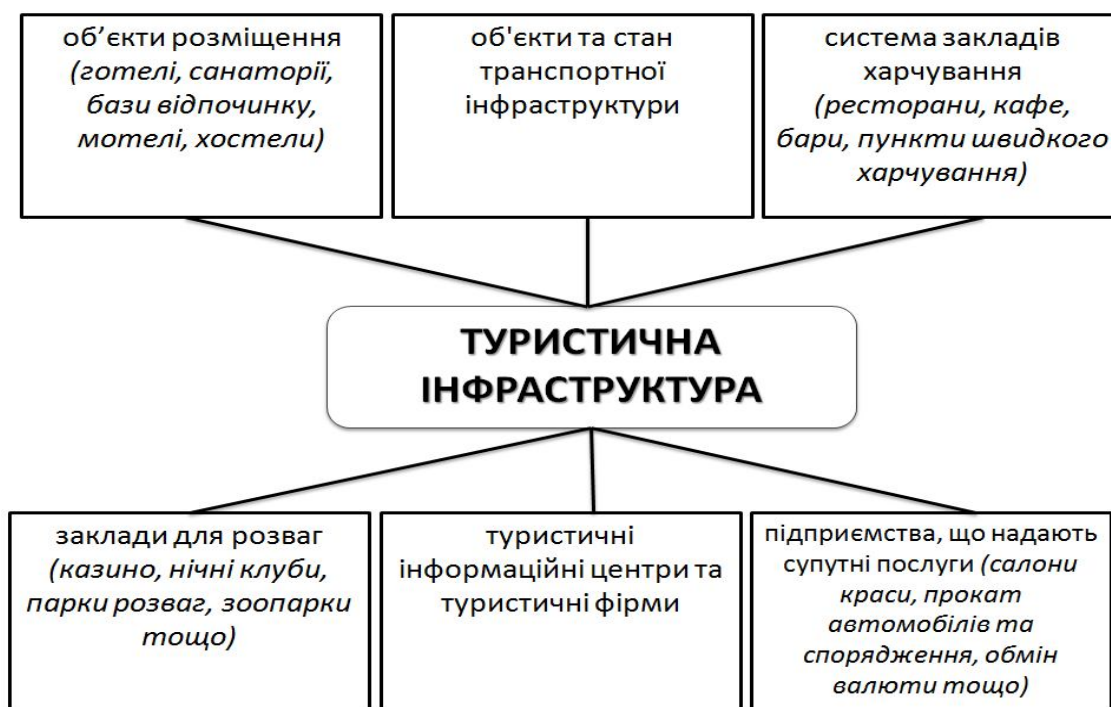 об’єкти розміщення
(готелі, санаторії,
бази відпочинку,
мотелі, хостели)
об'єкти та стан
транспортної
інфраструктури
система закладів
харчування
(ресторани, кафе,
бари, пункти швидкого
харчування)
ТУРИСТИЧНА
ІНФРАСТРУКТУРА
заклади для розваг
(казино, нічні клуби,
парки розваг, зоопарки
тощо)
туристичні
інформаційні центри та
туристичні фірми
підприємства, що надають
супутні послуги (салони
краси, прокат
автомобілів та
спорядження, обмін
валюти тощо)